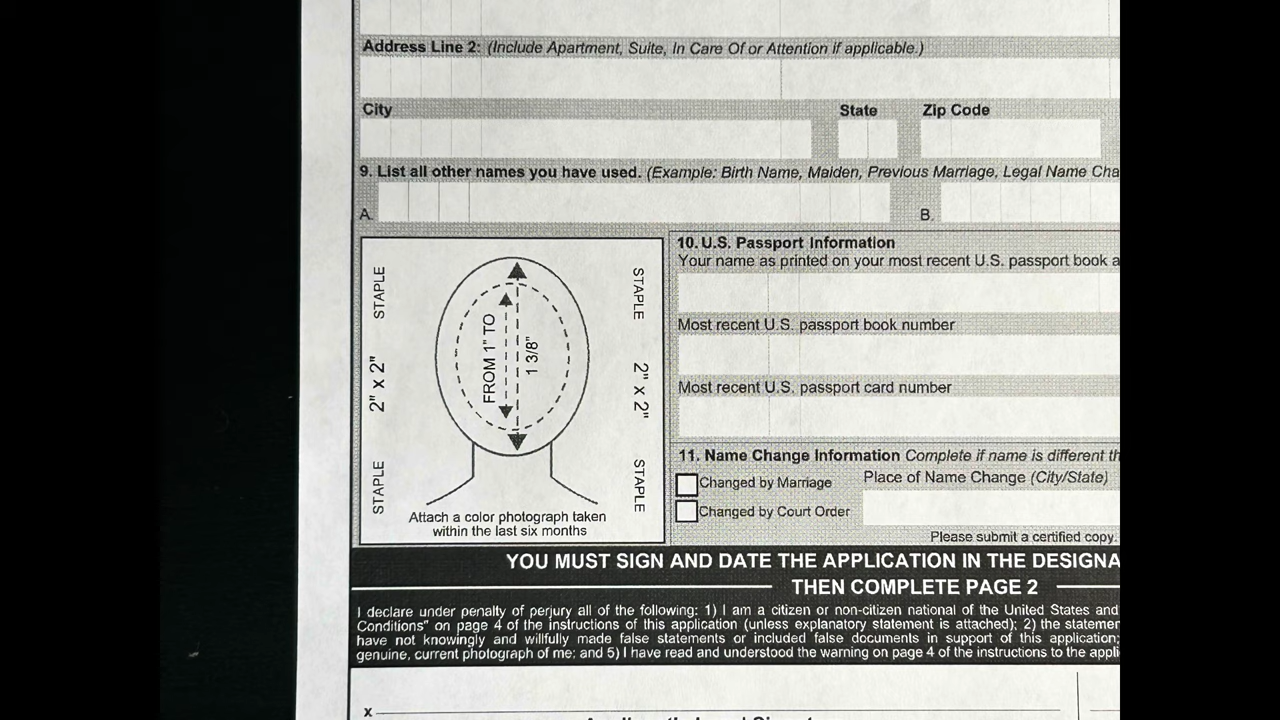 Address Line 2: (Include Apartment, Suite, In Care Of or Attention if applicable.)
City State Zip Code
9. List all other names you have used. (Example: Birth Name, Maiden, Previous Marriage, Legal Name Cha
A. B.
STAPLE 2" x 2" STAPLE
FROM 1" TO
1 3/8"
STAPLE 2" x 2" STAPLE
Attach a color photograph taken
within the last six months
10. U.S. Passport Information
Your name as printed on your most recent U.S. passport book a
Most recent U.S. passport book number
Most recent U.S. passport card number
11. Name Change Information Complete if name is different th
Changed by Marriage Place of Name Change (City/State)
Changed by Court Order
Please submit a certified copy.
YOU MUST SIGN AND DATE THE APPLICATION IN THE DESIGNA
THEN COMPLETE PAGE 2
I declare under penalty of perjury all of the following: 1) I am a citizen or non-citizen national of the United States and
Conditions" on page 4 of the instructions of this application (unless explanatory statement is attached); 2) the statemen
have not knowingly and willfully made false statements or included false documents in support of this application;
genuine, current photograph of me; and 5) I have read and understood the warning on page 4 of the instructions to the appli
x